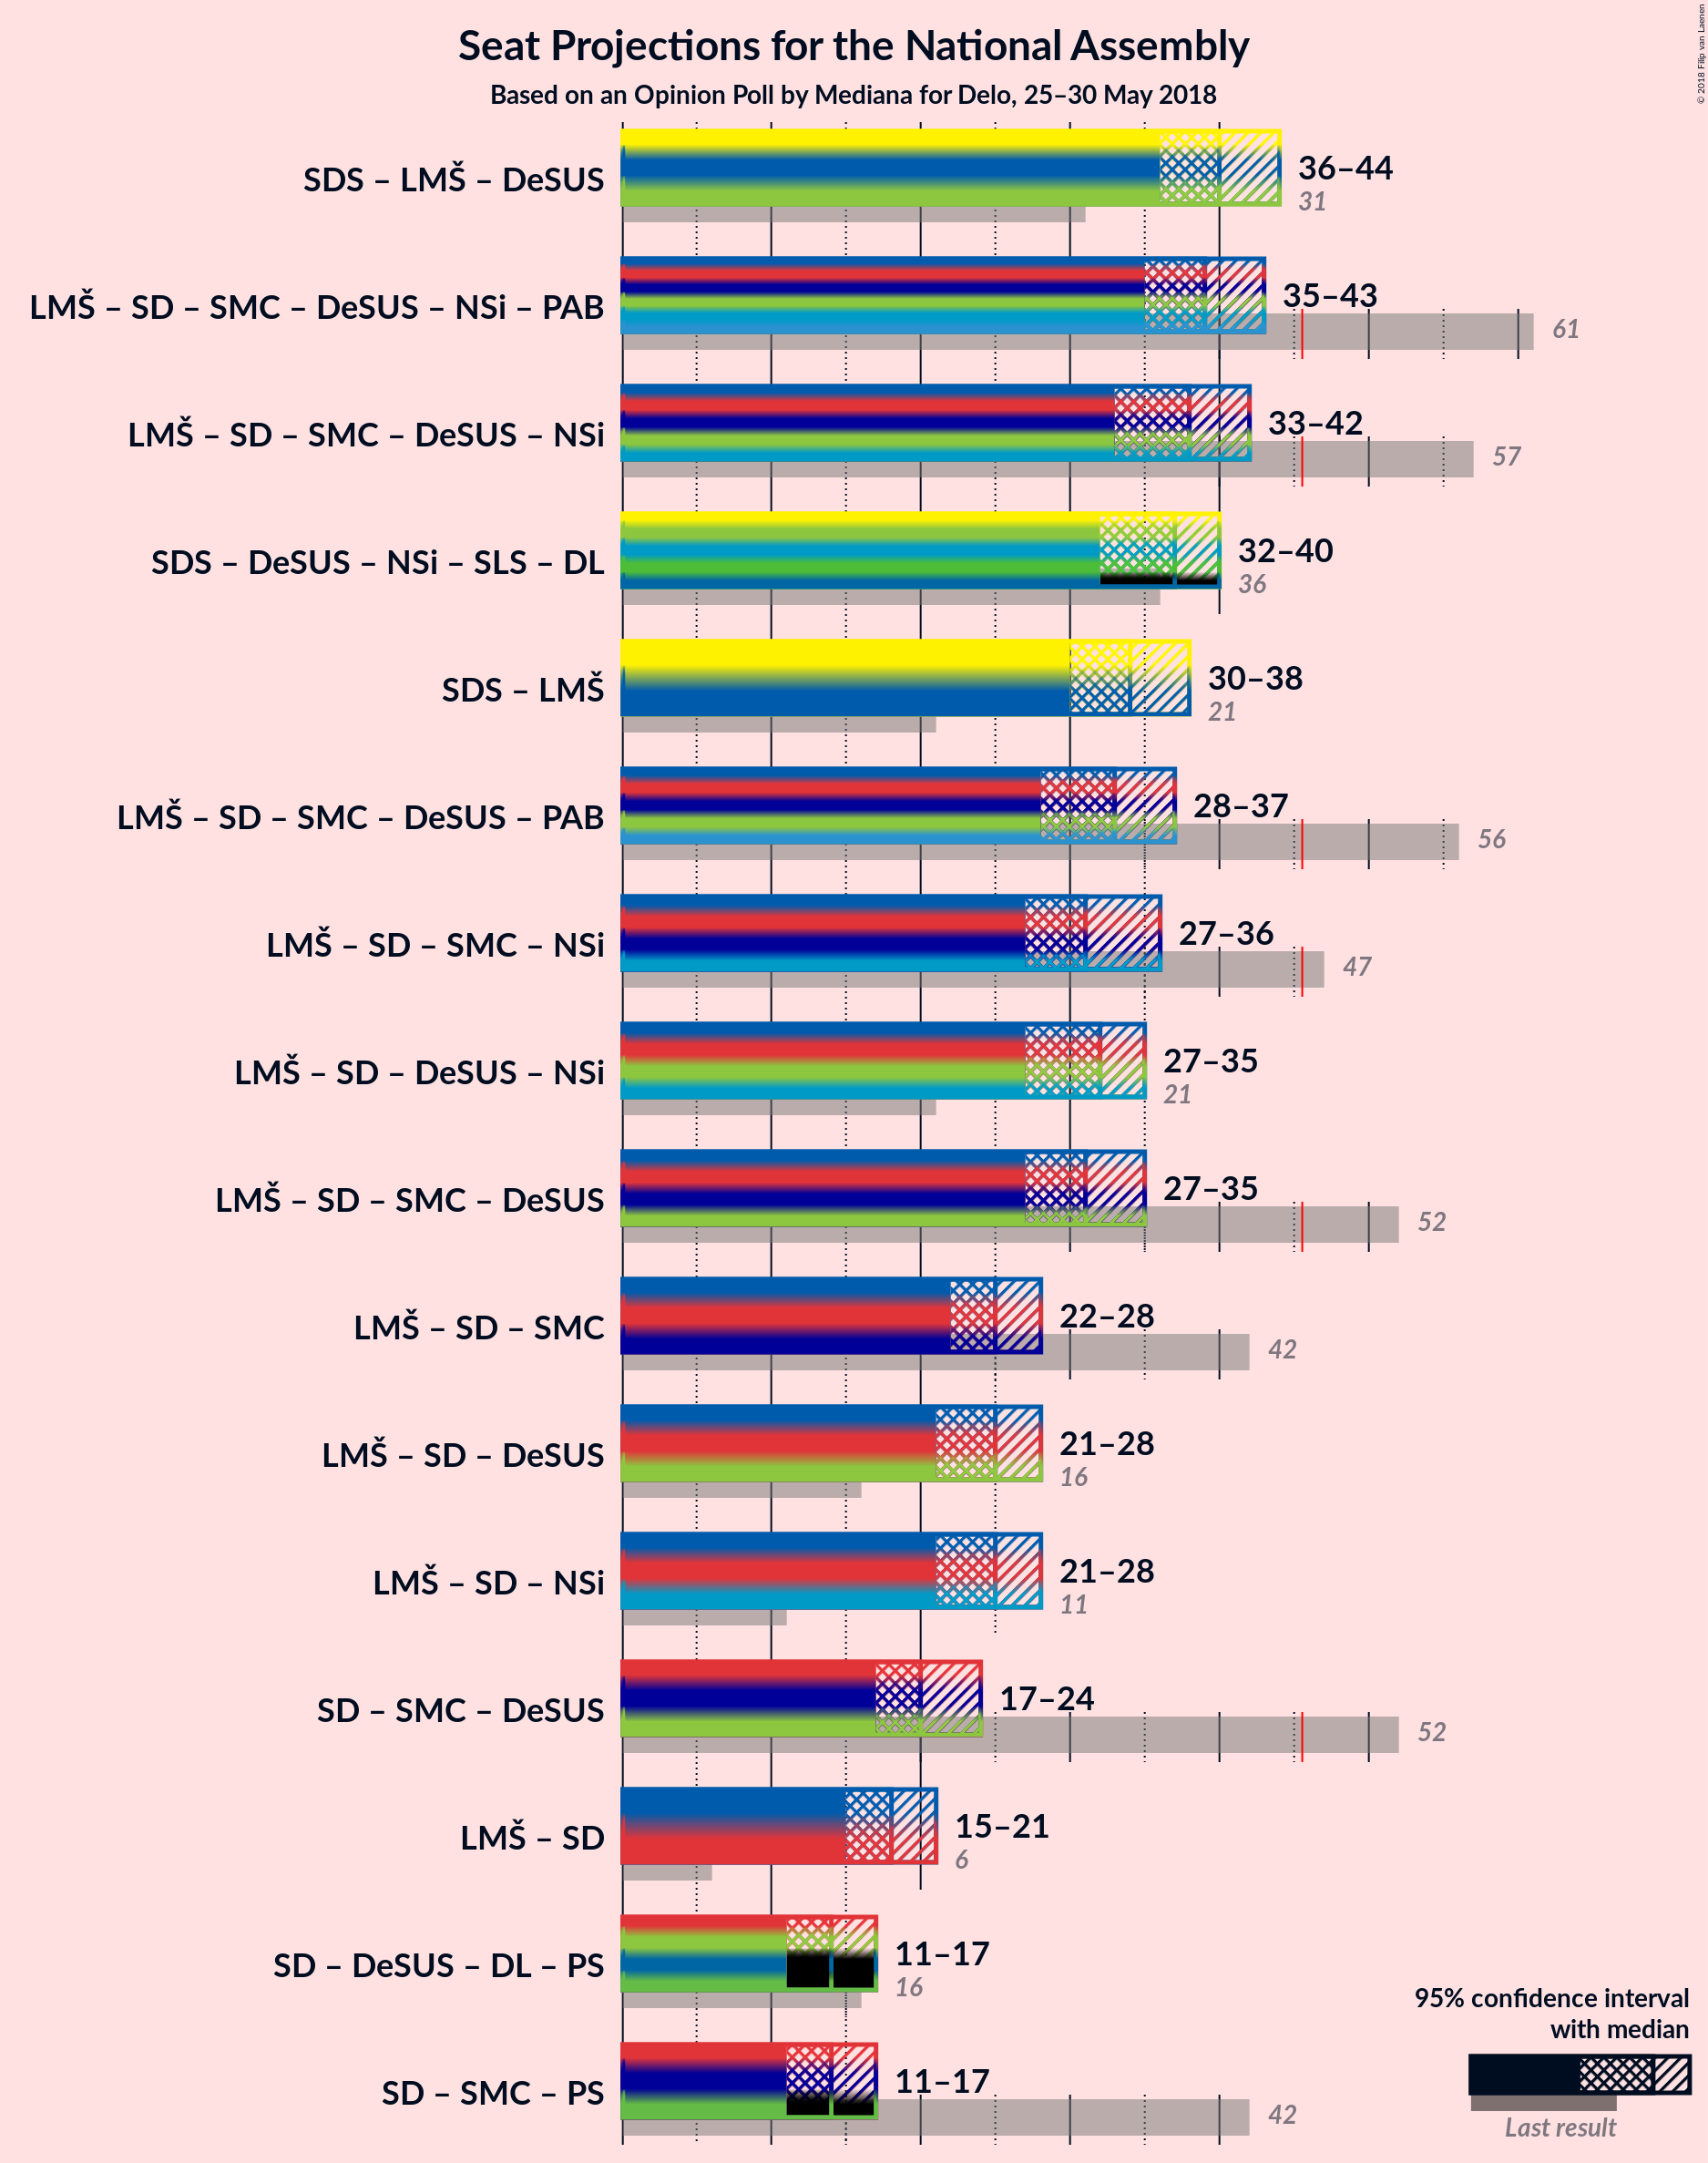 Seat Projections for the National Assembly
Based on an Opinion Poll by Mediana for Delo, 25–30 May 2018
© 2018 Filip van Laenen
SDS – LMŠ – DeSUS
36–44
31
LMŠ – SD – SMC – DeSUS – NSi – PAB
35–43
61
LMŠ – SD – SMC – DeSUS – NSi
33–42
57
SDS – DeSUS – NSi – SLS – DL
32–40
36
SDS – LMŠ
30–38
21
LMŠ – SD – SMC – DeSUS – PAB
28–37
56
LMŠ – SD – SMC – NSi
27–36
47
LMŠ – SD – DeSUS – NSi
27–35
21
LMŠ – SD – SMC – DeSUS
27–35
52
LMŠ – SD – SMC
22–28
42
LMŠ – SD – DeSUS
21–28
16
LMŠ – SD – NSi
21–28
11
SD – SMC – DeSUS
17–24
52
LMŠ – SD
15–21
6
SD – DeSUS – DL – PS
11–17
16
SD – SMC – PS
11–17
42
95% confidence interval
with median
Last result